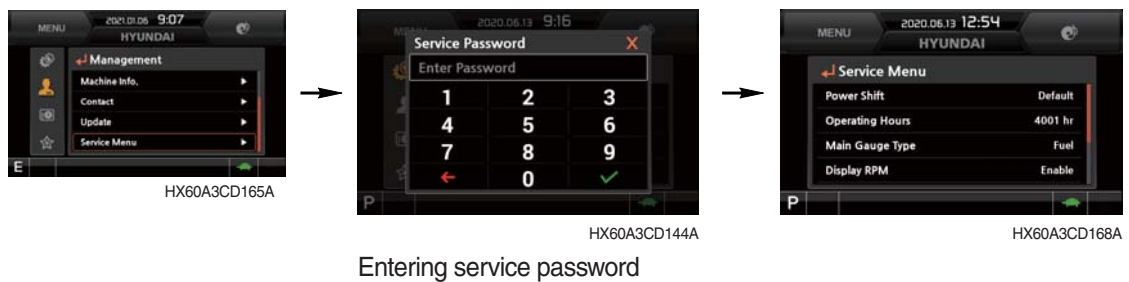 MENU
2021.01.06 9:07
HYUNDAI
Management
Machine Info.
Contact
Update
Service Menu
E
HX60A3CD165A
2020.06.13 9:16
Service Password X
Enter Password
1 2 3
4 5 6
7 8 9
0
P
HX60A3CD144A
Entering service password
MENU
2020.06.13 12:54
HYUNDAI
Service Menu
Power Shift Default
Operating Hours 4001 hr
Main Gauge Type Fuel
Display RPM Enable
P
HX60A3CD168A